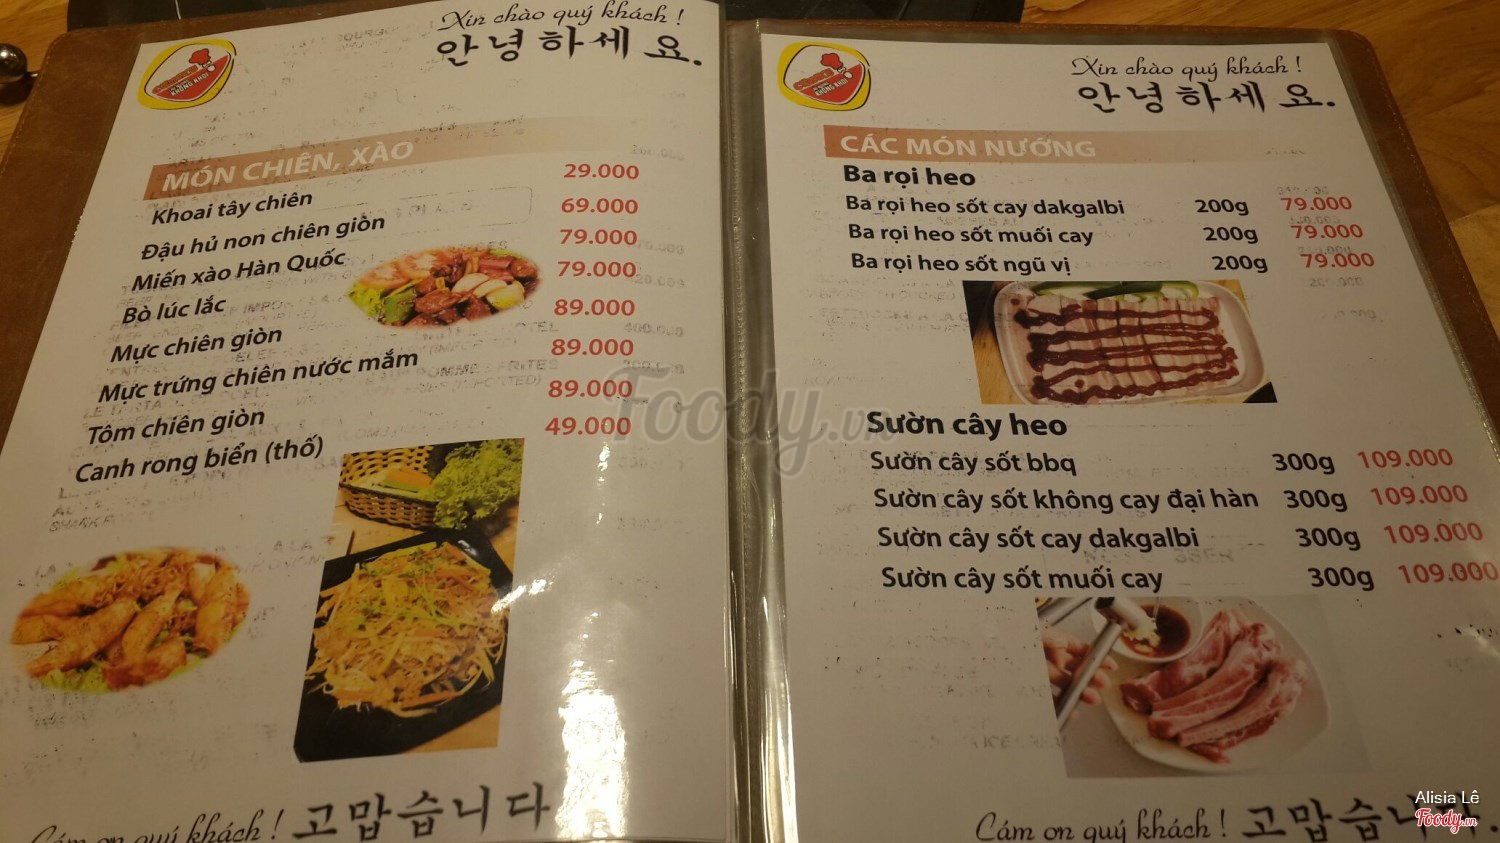 Xin chào quý khách !
안녕하세요.
KHÔNG KHÓI
MÓN CHIÊN, XÀO
Khoai tây chiên 29.000
Đậu hủ non chiên giòn 69.000
Miến xào Hàn Quốc 79.000
Bò lúc lắc 79.000
Mực chiên giòn 89.000
Mực trứng chiên nước mắm 89.000
Tôm chiên giòn 89.000
Canh rong biển (thố) 49.000
Cám ơn quý khách !
고맙습니다
Xin chào quý khách !
안녕하세요.
KHÔNG KHÓI
CÁC MÓN NƯỚNG
Ba rọi heo
Ba rọi heo sốt cay dakgalbi 200g 79.000
Ba rọi heo sốt muối cay 200g 79.000
Ba rọi heo sốt ngũ vị 200g 79.000
Sườn cây heo
Sườn cây sốt bbq 300g 109.000
Sườn cây sốt không cay đại hàn 300g 109.000
Sườn cây sốt cay dakgalbi 300g 109.000
Sườn cây sốt muối cay 300g 109.000
Cám ơn quý khách !
고맙습니다.
Foody.vn
Alisia Lê
Foody.vn